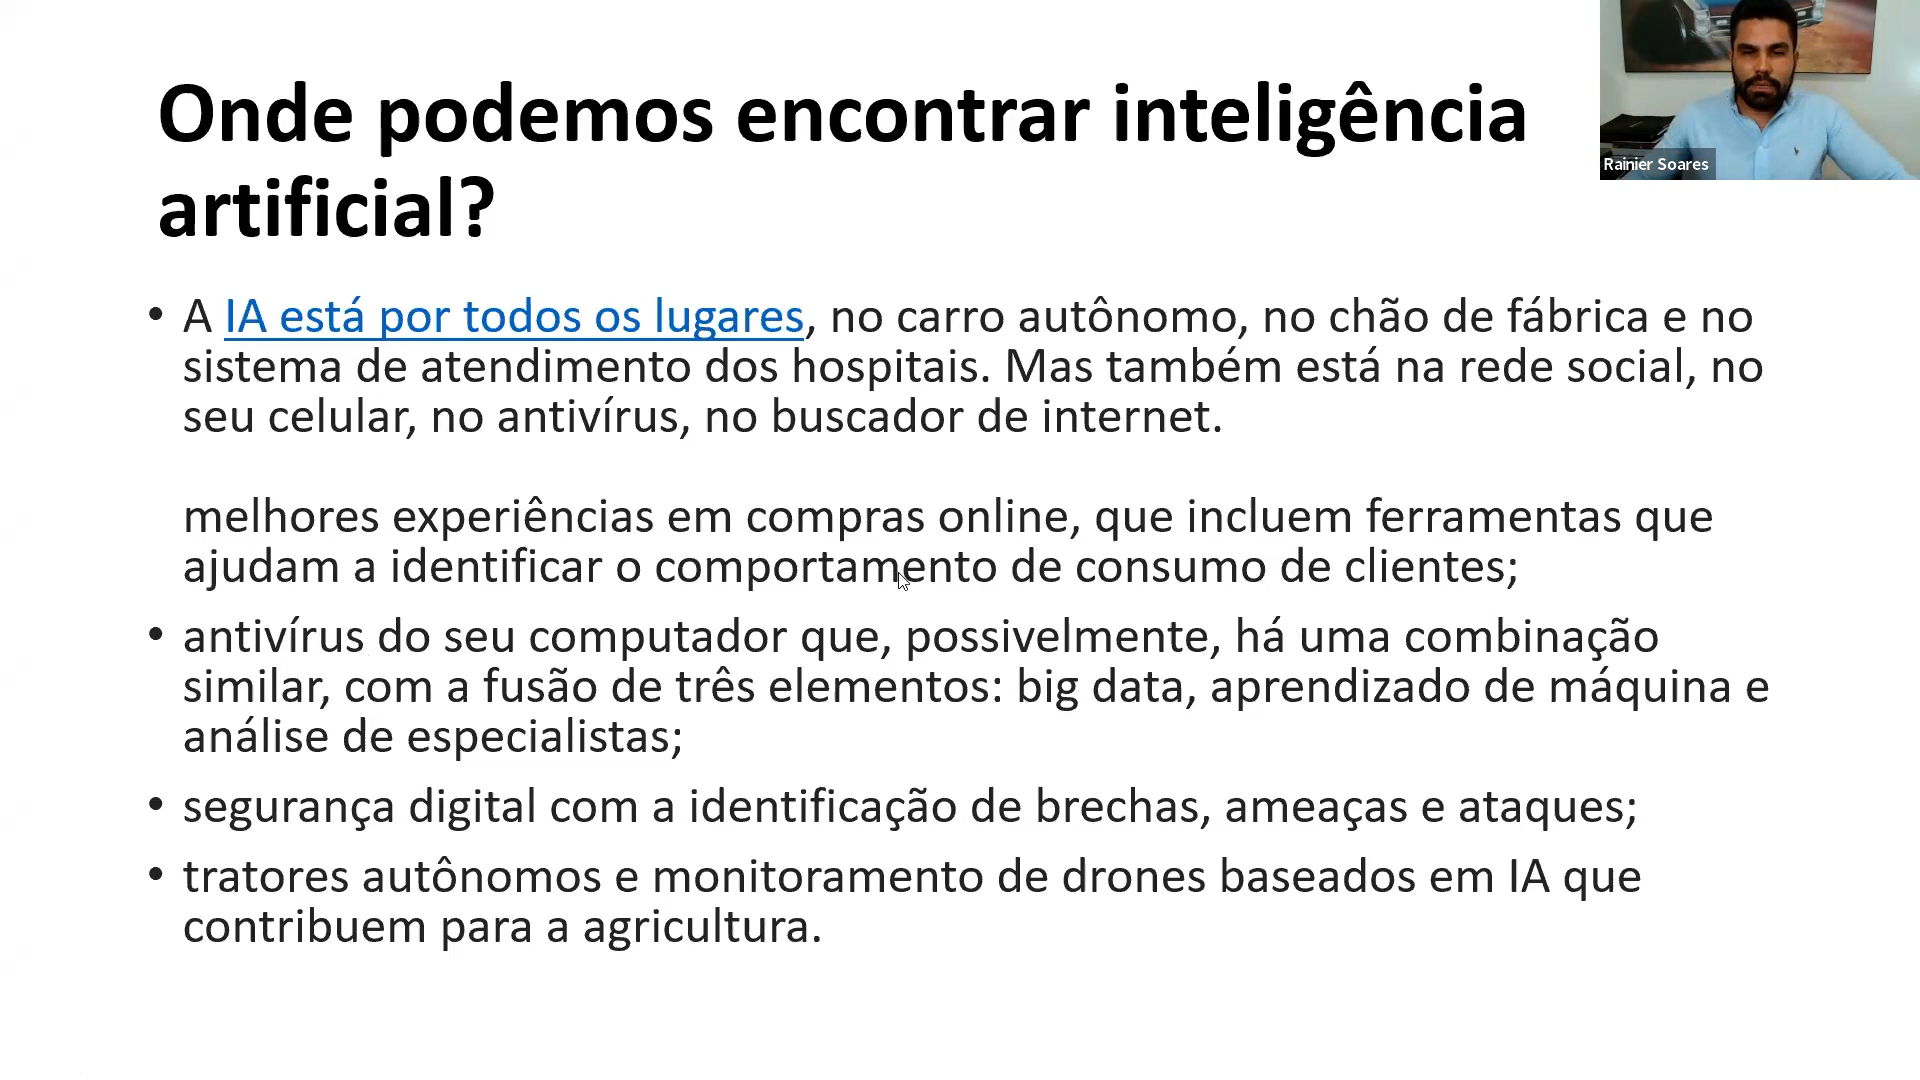 Onde podemos encontrar inteligência
artificial?
Rainier Soares
• A IA está por todos os lugares, no carro autônomo, no chão de fábrica e no
sistema de atendimento dos hospitais. Mas também está na rede social, no
seu celular, no antivírus, no buscador de internet.
melhores experiências em compras online, que incluem ferramentas que
ajudam a identificar o comportamento de consumo de clientes;
• antivírus do seu computador que, possivelmente, há uma combinação
similar, com a fusão de três elementos: big data, aprendizado de máquina e
análise de especialistas;
• segurança digital com a identificação de brechas, ameaças e ataques;
• tratores autônomos e monitoramento de drones baseados em IA que
contribuem para a agricultura.